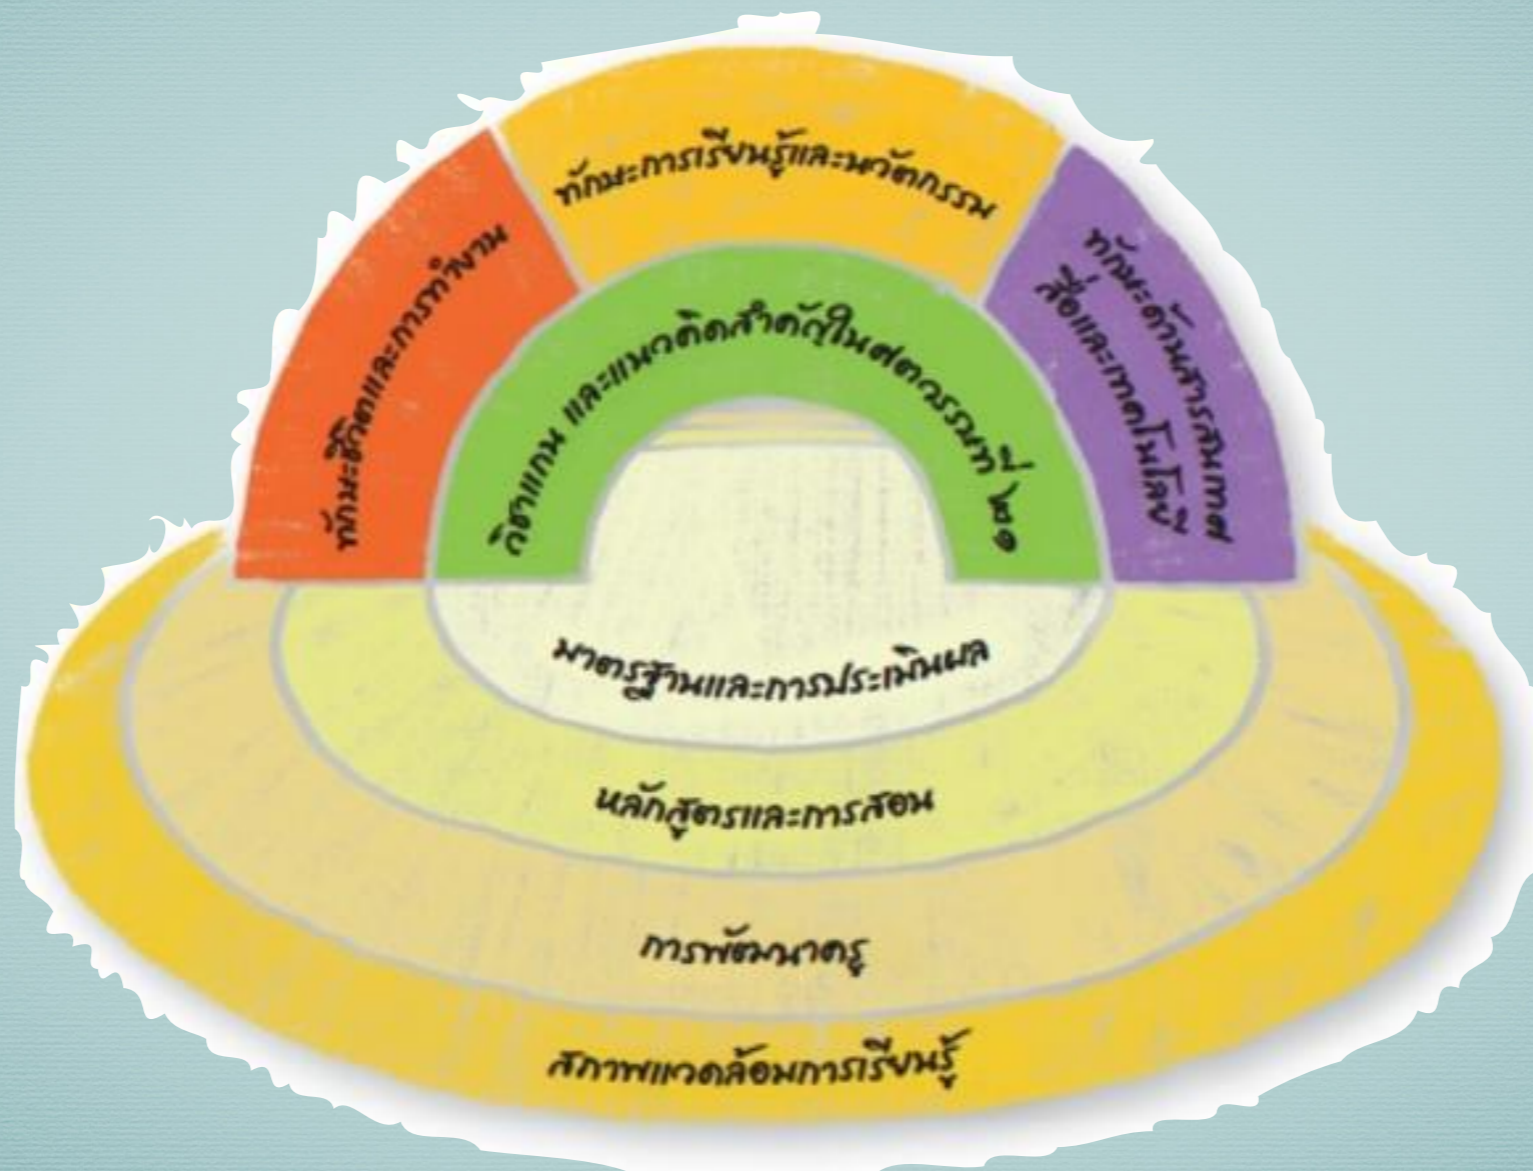 ทักษะการเรียนรู้และนวัตกรรม
ทักษะชีวิตและการทำงาน
ทักษะด้านสารสนเทศ
สื่อและเทคโนโลยี
วิชาแกน และแนวคิดสำคัญในศตวรรษที่ ๒๑
มาตรฐานและการประเมินผล
หลักสูตรและการสอน
การพัฒนาครู
สภาพแวดล้อมการเรียนรู้